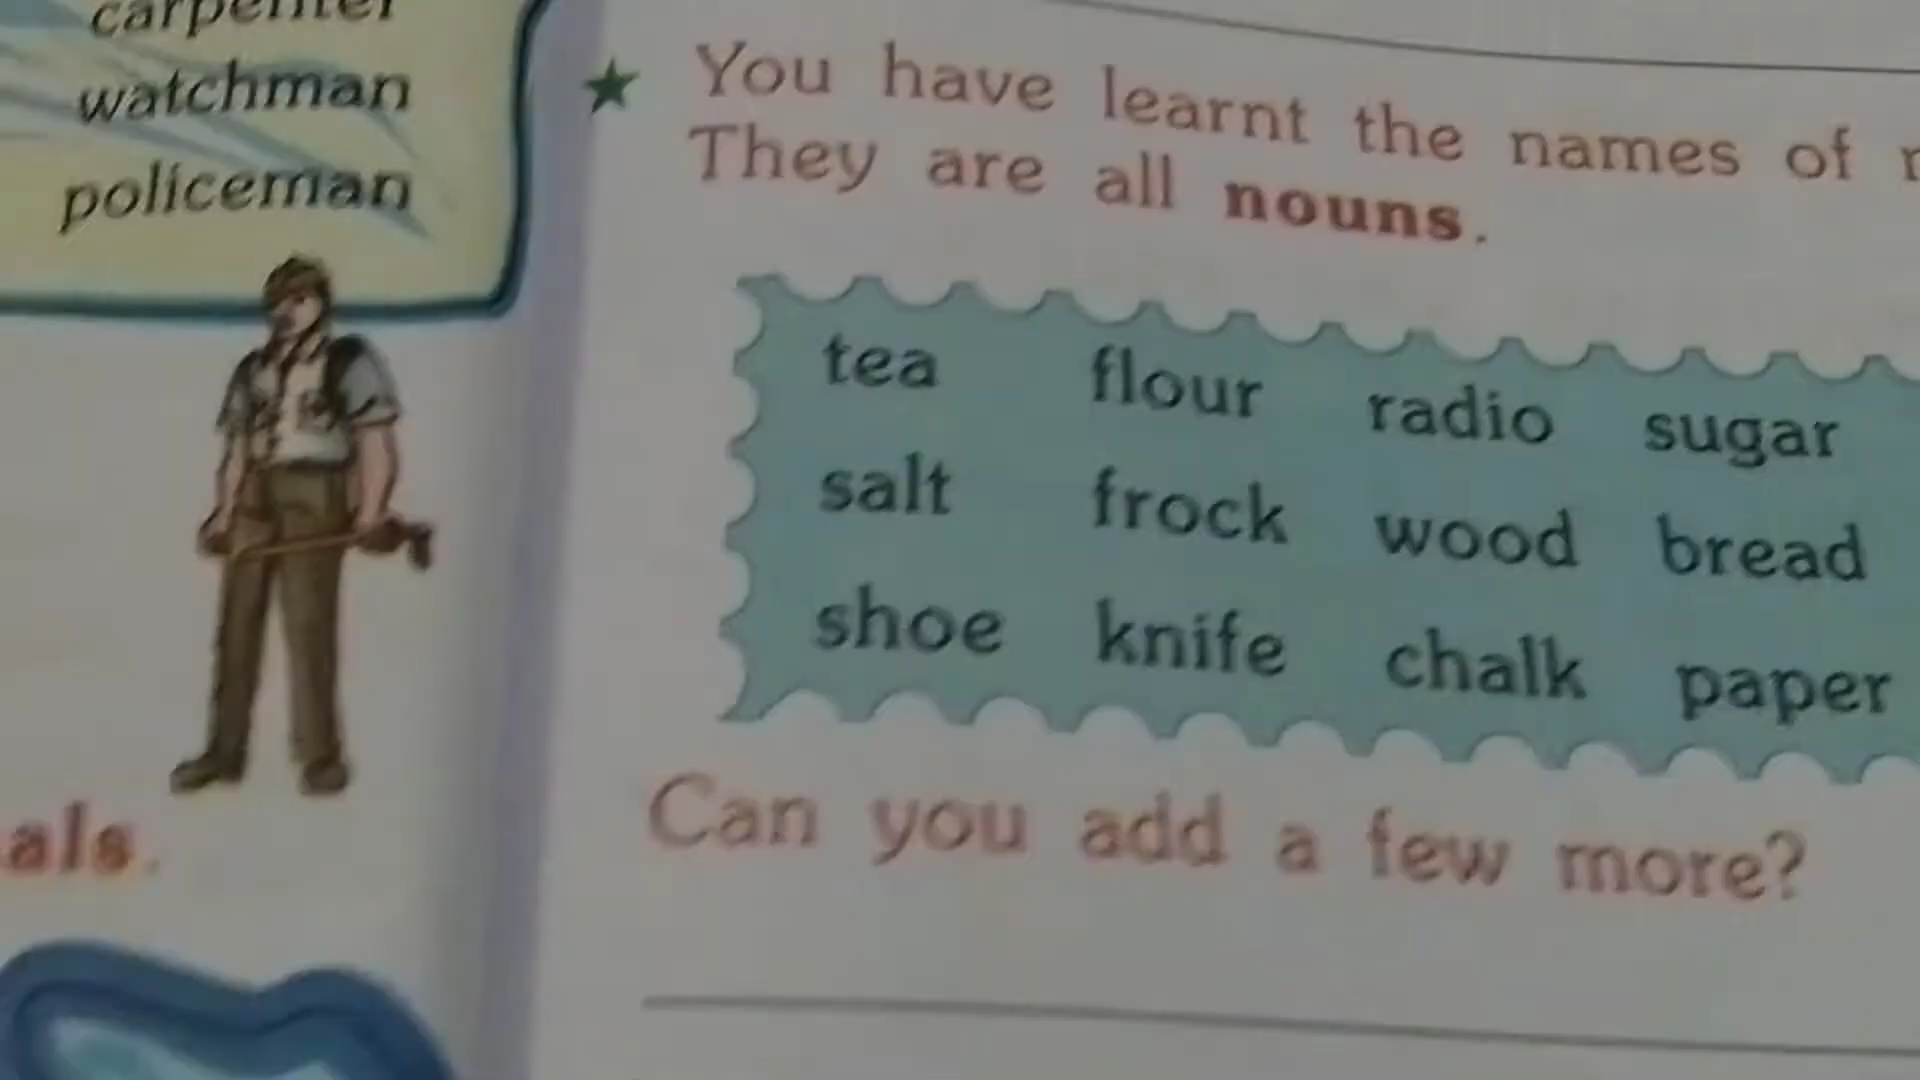 carpenter
watchman
policeman
als.
You have learnt the names of
They are all nouns.
tea flour radio sugar
salt frock wood bread
shoe knife chalk paper
Can you add a few more?